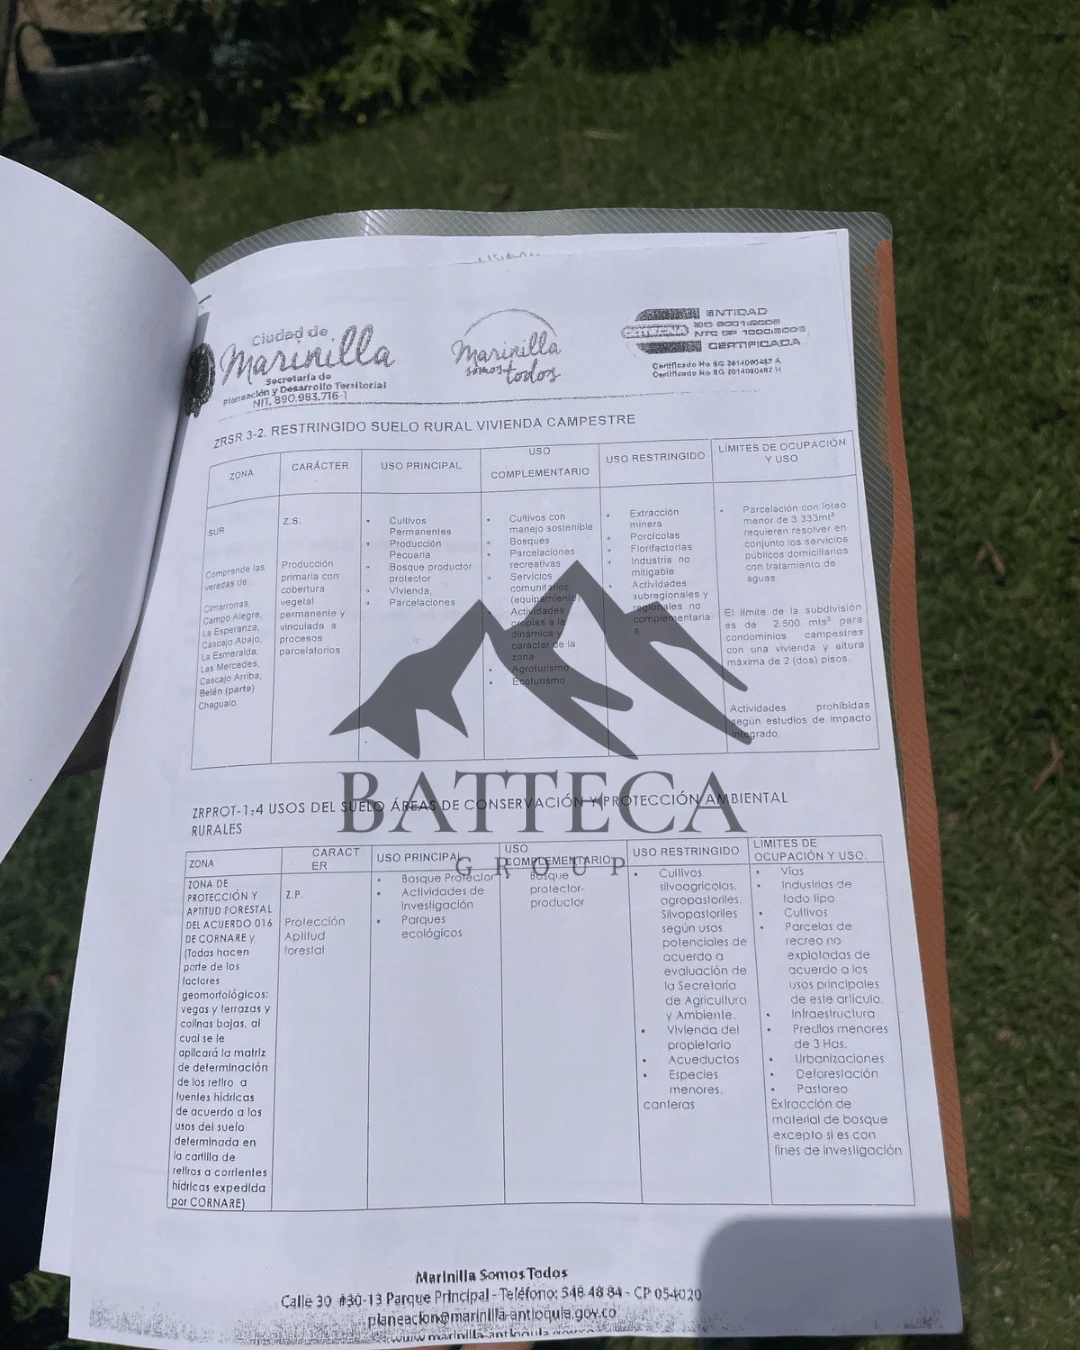 Ciudad de
Marinilla
Secretaría de
Planeación y Desarrollo Territorial
NIT. 890.983.716-1
Marinilla
somos todos
ENTIDAD
CERTIFICADA
ZRSR 3-2. RESTRINGIDO SUELO RURAL VIVIENDA CAMPESTRE
ZONA
CARÁCTER
USO PRINCIPAL
USO
COMPLEMENTARIO
USO RESTRINGIDO
LÍMITES DE OCUPACIÓN
Y USO
SUR
Comprende las
veredas de:
Cimarronas,
Campo Alegre,
La Esperanza,
Cascajo Abajo,
La Esmeralda,
Las Mercedes,
Cascajo Arriba,
Belén (parte)
Chagualo.
Z.S.
Producción
primaria con
cobertura
vegetal
permanente y
vinculada a
procesos
parcelatorios
• Cultivos
Permanentes
• Producción
Pecuaria
• Bosque productor
protector
• Vivienda,
• Parcelaciones
• Cultivos con
manejo sostenible
• Bosques
• Parcelaciones
recreativas
• Servicios
comunitarios
(equipamiento)
Actividades
propias a la
dinámica y
carácter de la
zona
• Agroturismo
• Ecoturismo
• Extracción
minera
• Porcícolas
• Florifactorías
• Industria no
mitigable
• Actividades
subregionales y
regionales no
complementaria
s
• Parcelación con loteo
menor de 3.333mt²
requieren resolver en
conjunto los servicios
públicos domiciliarios
con tratamiento de
aguas.
El límite de la subdivisión
es de 2.500 mts² para
condominios campestres
con una vivienda y altura
máxima de 2 (dos) pisos.
Actividades prohibidas
según estudios de impacto
integrado.
BATTECA
GROUP
ZRPROT-1-4 USOS DEL SUELO ÁREAS DE CONSERVACIÓN Y PROTECCIÓN AMBIENTAL
RURALES
ZONA
CARACT
ER
USO PRINCIPAL
USO
COMPLEMENTARIO
USO RESTRINGIDO
LIMITES DE
OCUPACIÓN Y USO.
ZONA DE
PROTECCIÓN Y
APTITUD FORESTAL
DEL ACUERDO 016
DE CORNARE y
(Todas hacen
parte de los
factores
geomorfológicos:
vegas y terrazas y
colinas bajas, al
cual se le
aplicará la matriz
de determinación
de los retiro a
fuentes hídricas
de acuerdo a los
usos del suelo
determinada en
la cartilla de
retiros a corrientes
hídricas expedida
por CORNARE)
Z.P.
Protección
Aptitud
forestal
• Bosque Protector
• Actividades de
investigación
• Parques
ecológicos
• Bosque
protector-
productor
• Cultivos
silvoagrícolas.
agropastoriles.
Silvopastoriles
según usos
potenciales de
acuerdo a
evaluación de
la Secretaría
de Agricultura
y Ambiente.
• Vivienda del
propietario
• Acueductos
• Especies
menores.
canteras
• Vías
• Industrias de
todo tipo
• Cultivos
• Parcelas de
recreo no
explotadas de
acuerdo a los
usos principales
de este artículo.
• Infraestructura
• Predios menores
de 3 Has.
• Urbanizaciones
• Deforestación
• Pastoreo
Extracción de
material de bosque
excepto si es con
fines de investigación
Marinilla Somos Todos
Calle 30 #30-13 Parque Principal - Teléfono: 548 48 84 - CP 054020
planeacion@marinilla-antioquia.gov.co
www.marinilla-antioquia.gov.co